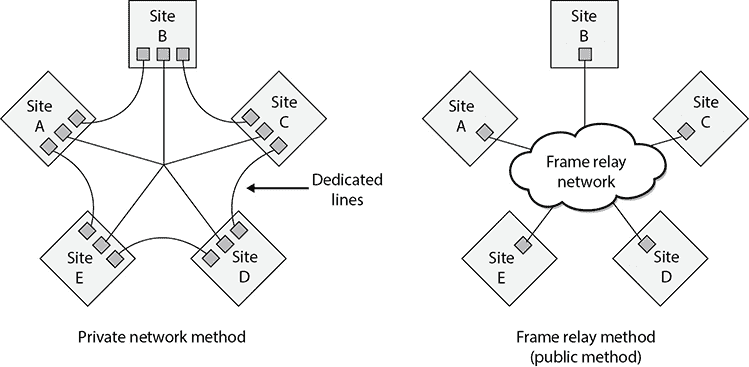 Site
B
Site
A
Site
C
Dedicated
lines
Site
E
Site
D
Private network method
Site
B
Site
A
Site
C
Frame relay
network
Site
E
Site
D
Frame relay method
(public method)